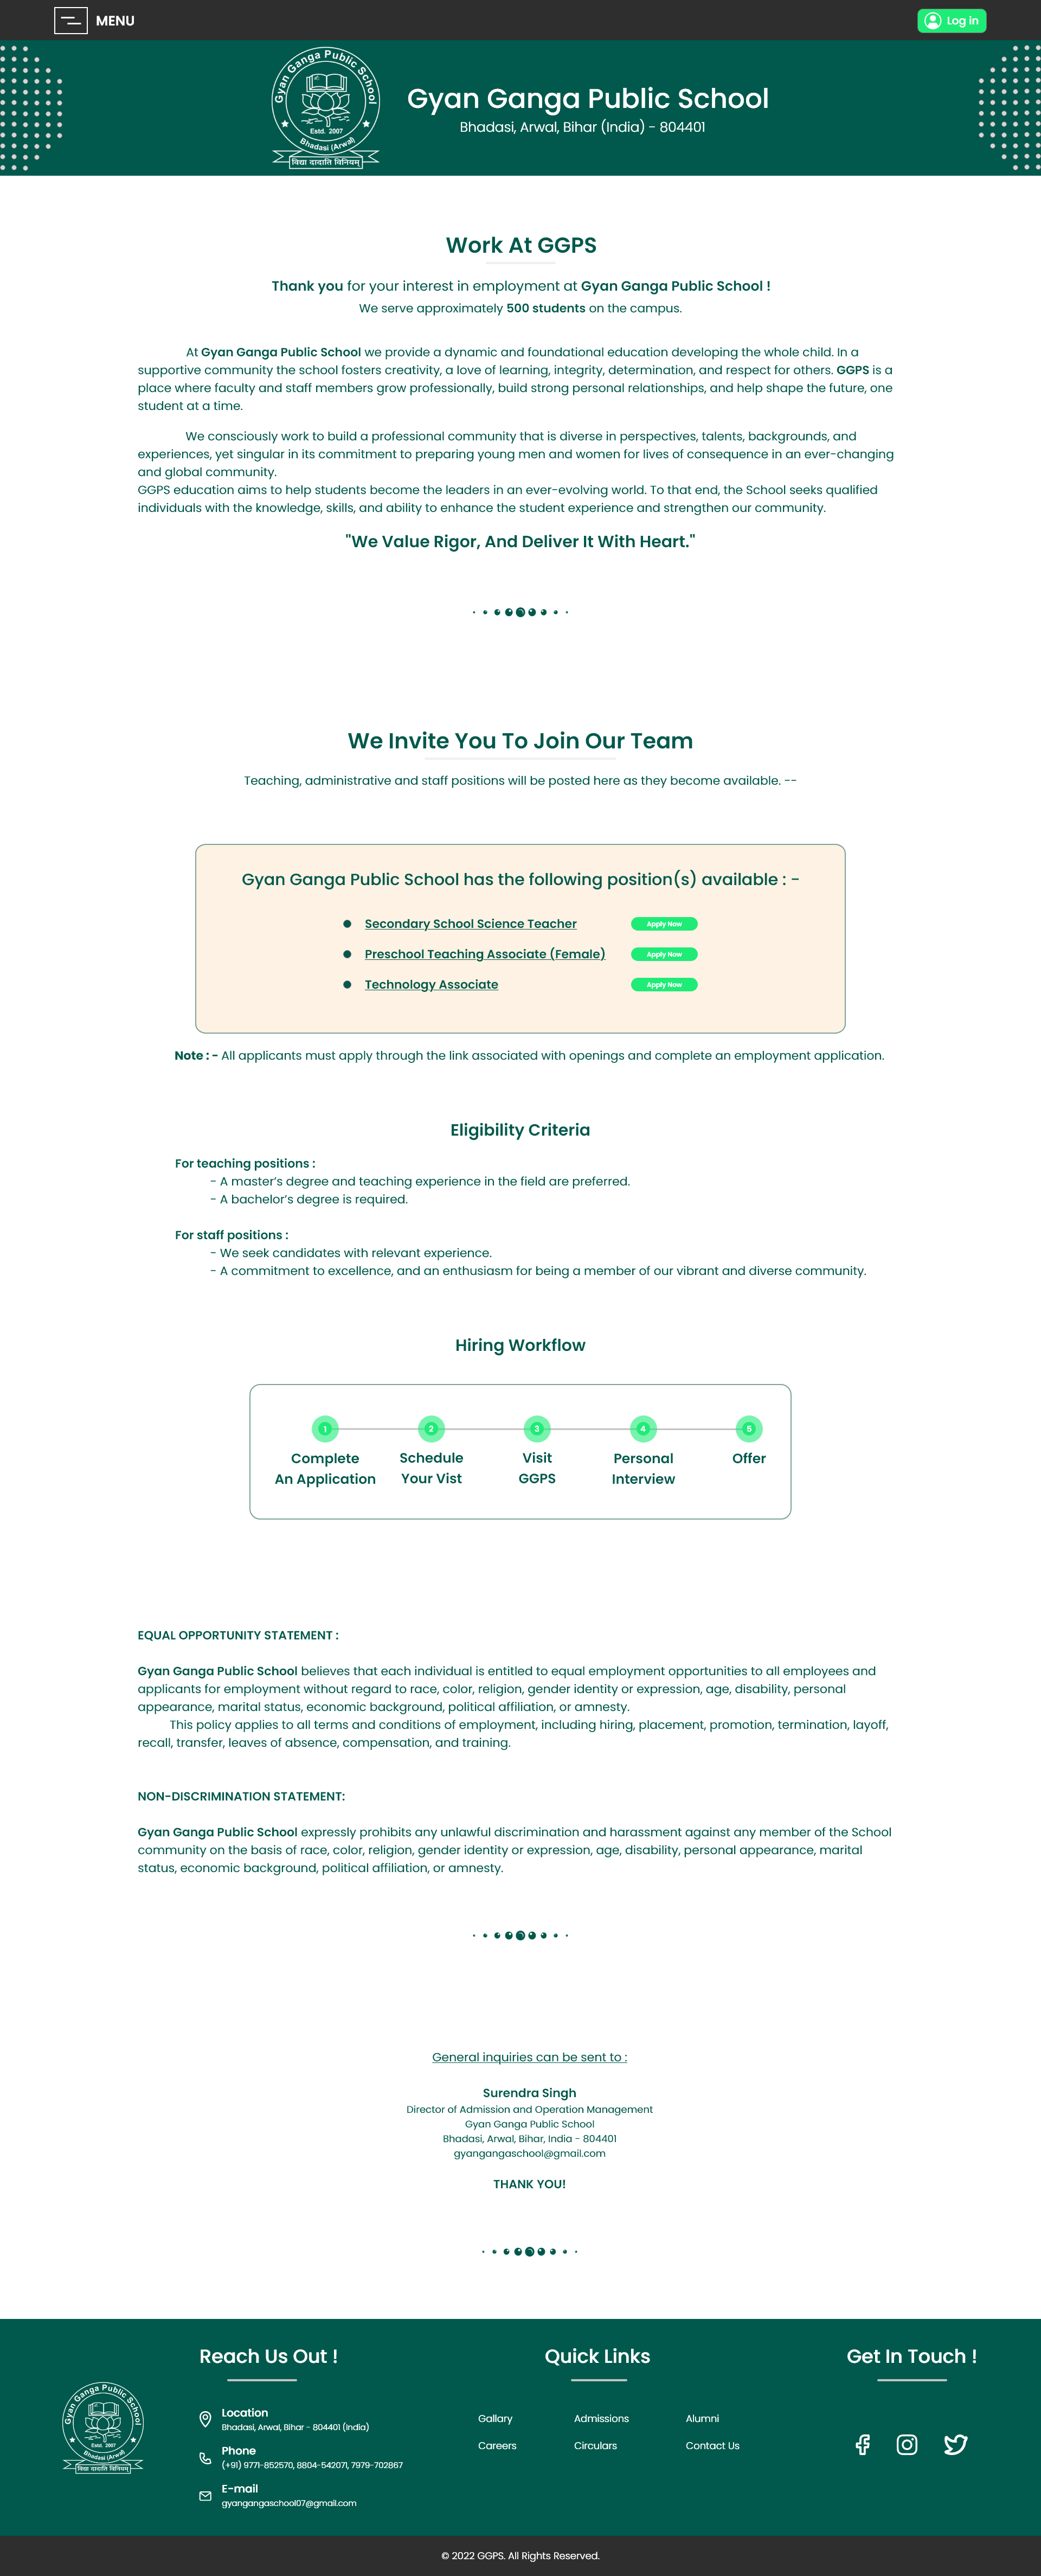 MENU
Log in
Gyan Ganga Public School
Estd. 2007
Bhadasi (Arwal)
विद्या दादाति विनियम्
Gyan Ganga Public School
Bhadasi, Arwal, Bihar (India) - 804401
Work At GGPS
Thank you for your interest in employment at Gyan Ganga Public School !
We serve approximately 500 students on the campus.
At Gyan Ganga Public School we provide a dynamic and foundational education developing the whole child. In a
supportive community the school fosters creativity, a love of learning, integrity, determination, and respect for others. GGPS is a
place where faculty and staff members grow professionally, build strong personal relationships, and help shape the future, one
student at a time.
We consciously work to build a professional community that is diverse in perspectives, talents, backgrounds, and
experiences, yet singular in its commitment to preparing young men and women for lives of consequence in an ever-changing
and global community.
GGPS education aims to help students become the leaders in an ever-evolving world. To that end, the School seeks qualified
individuals with the knowledge, skills, and ability to enhance the student experience and strengthen our community.
"We Value Rigor, And Deliver It With Heart."
We Invite You To Join Our Team
Teaching, administrative and staff positions will be posted here as they become available. --
Gyan Ganga Public School has the following position(s) available : -
Secondary School Science Teacher Apply Now
Preschool Teaching Associate (Female) Apply Now
Technology Associate Apply Now
Note : - All applicants must apply through the link associated with openings and complete an employment application.
Eligibility Criteria
For teaching positions :
- A master's degree and teaching experience in the field are preferred.
- A bachelor's degree is required.
For staff positions :
- We seek candidates with relevant experience.
- A commitment to excellence, and an enthusiasm for being a member of our vibrant and diverse community.
Hiring Workflow
1 2 3 4 5
Complete Schedule Visit Personal Offer
An Application Your Vist GGPS Interview
EQUAL OPPORTUNITY STATEMENT :
Gyan Ganga Public School believes that each individual is entitled to equal employment opportunities to all employees and
applicants for employment without regard to race, color, religion, gender identity or expression, age, disability, personal
appearance, marital status, economic background, political affiliation, or amnesty.
This policy applies to all terms and conditions of employment, including hiring, placement, promotion, termination, layoff,
recall, transfer, leaves of absence, compensation, and training.
NON-DISCRIMINATION STATEMENT:
Gyan Ganga Public School expressly prohibits any unlawful discrimination and harassment against any member of the School
community on the basis of race, color, religion, gender identity or expression, age, disability, personal appearance, marital
status, economic background, political affiliation, or amnesty.
General inquiries can be sent to :
Surendra Singh
Director of Admission and Operation Management
Gyan Ganga Public School
Bhadasi, Arwal, Bihar, India - 804401
gyangangaschool@gmail.com
THANK YOU!
Gyan Ganga Public School
Estd. 2007
Bhadasi (Arwal)
विद्या दादाति विनियम्
Reach Us Out !
Location
Bhadasi, Arwal, Bihar - 804401 (India)
Phone
(+91) 9771-852570, 8804-542071, 7979-702867
E-mail
gyangangaschool07@gmail.com
Quick Links
Gallary Admissions Alumni
Careers Circulars Contact Us
Get In Touch !
© 2022 GGPS. All Rights Reserved.